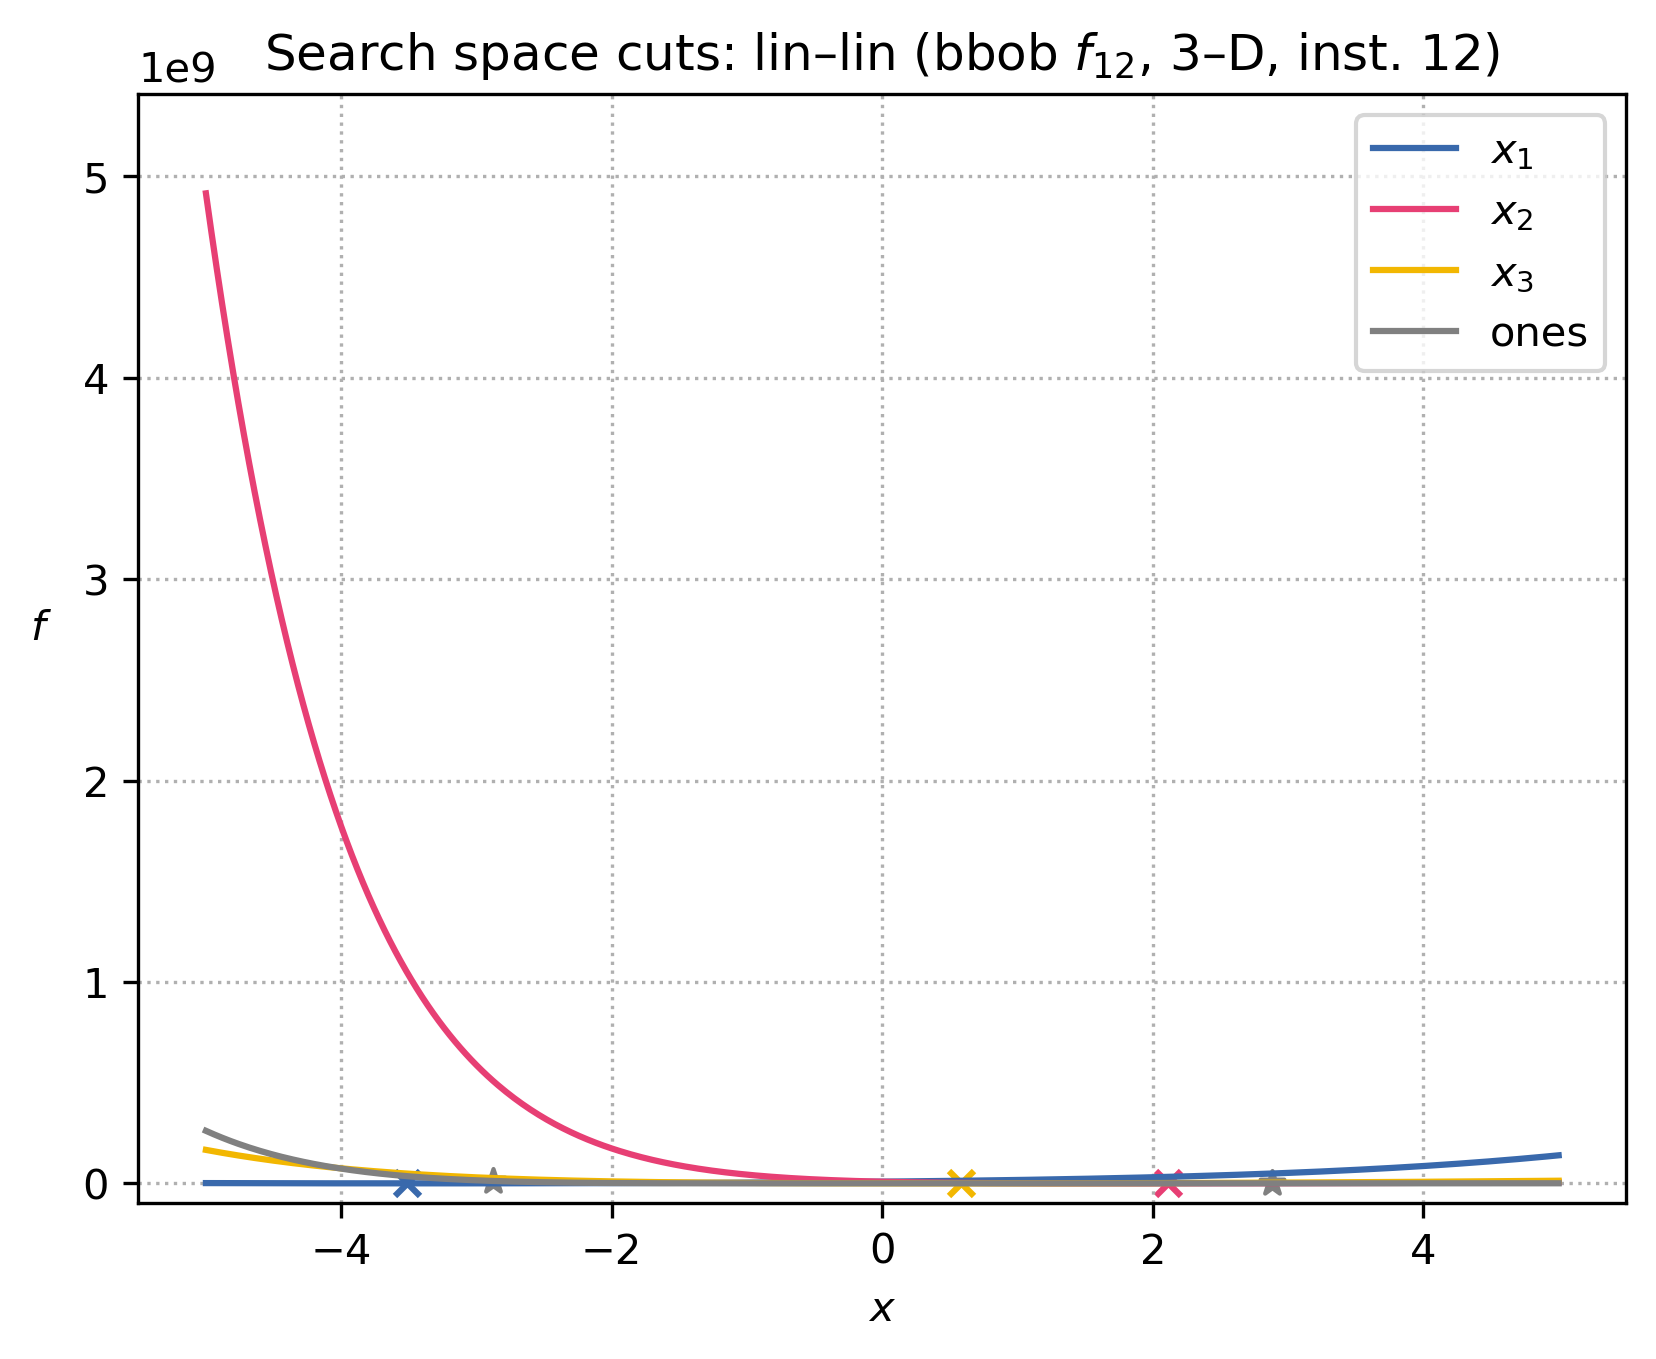 Search space cuts: lin–lin (bbob f12, 3–D, inst. 12)
1e9
5
4
3
2
1
0
f
−4 −2 0 2 4
x
x1
x2
x3
ones